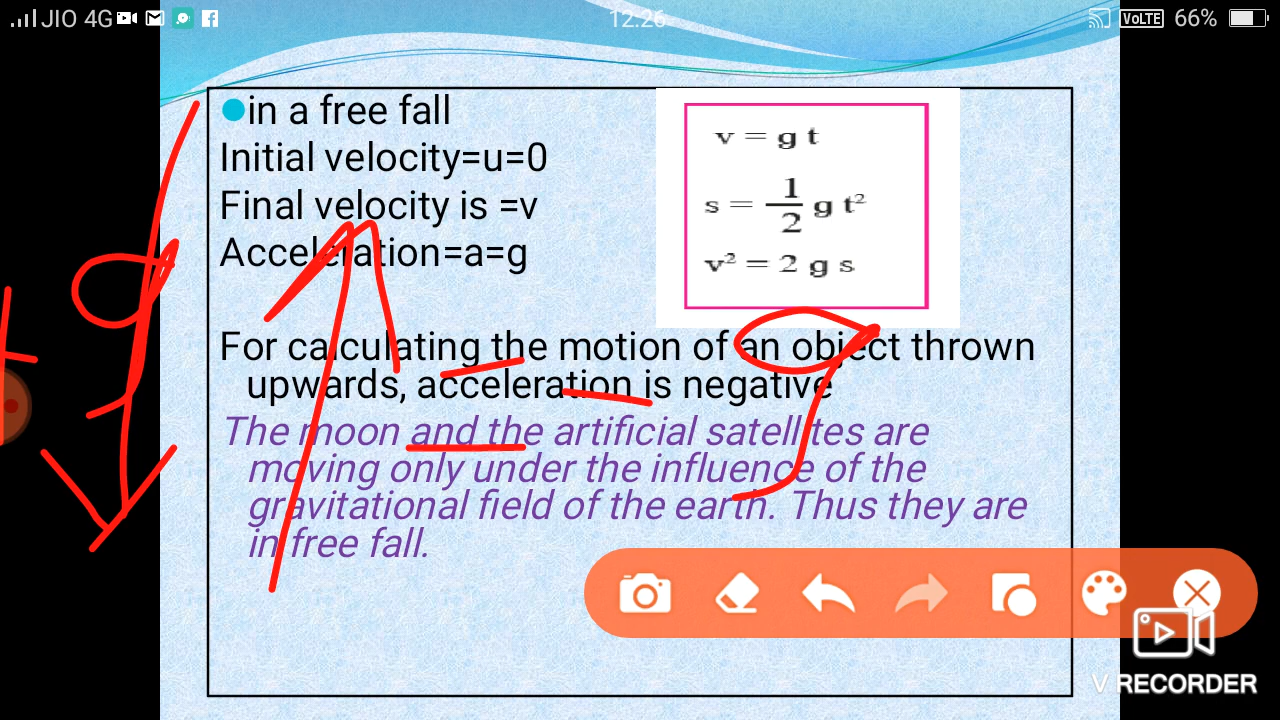 JIO 4G 12.26 VoLTE 66%
in a free fall
Initial velocity=u=0
Final velocity is =v
Acceleration=a=g
v = g t
s = 1/2 g t²
v² = 2 g s
For calculating the motion of an object thrown
upwards, acceleration is negative
The moon and the artificial satellites are
moving only under the influence of the
gravitational field of the earth. Thus they are
in free fall.
+ g
- g
V RECORDER